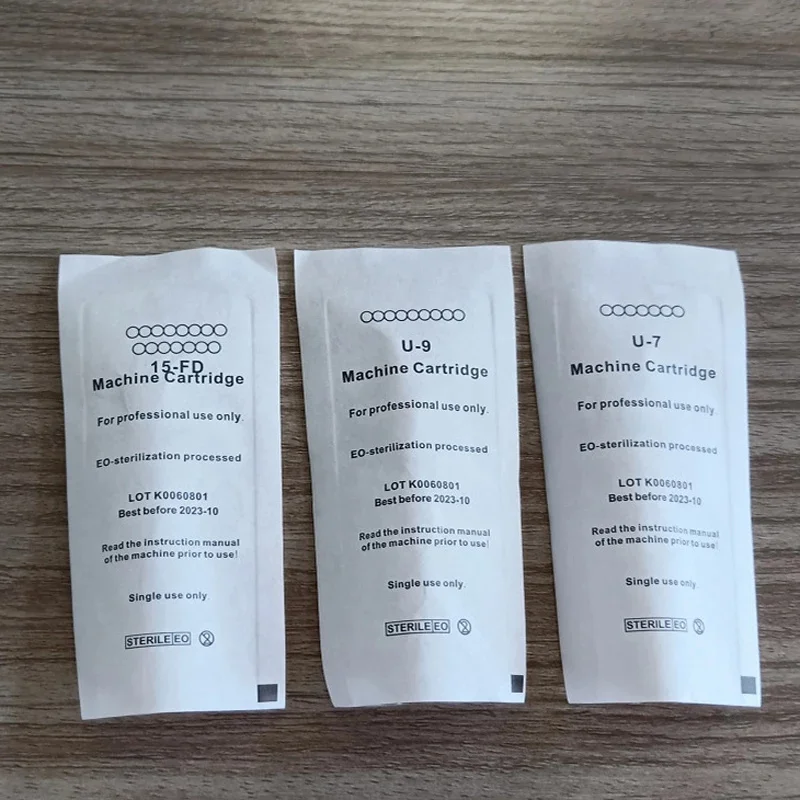 15-FD
Machine Cartridge
For professional use only.
EO-sterilization processed
LOT K0060801
Best before 2023-10
Read the instruction manual
of the machine prior to use!
Single use only.
STERILE EO
U-9
Machine Cartridge
For professional use only.
EO-sterilization processed
LOT K0060801
Best before 2023-10
Read the instruction manual
of the machine prior to use!
Single use only.
STERILE EO
U-7
Machine Cartridge
For professional use only.
EO-sterilization processed
LOT K0060801
Best before 2023-10
Read the instruction manual
of the machine prior to use!
Single use only.
STERILE EO